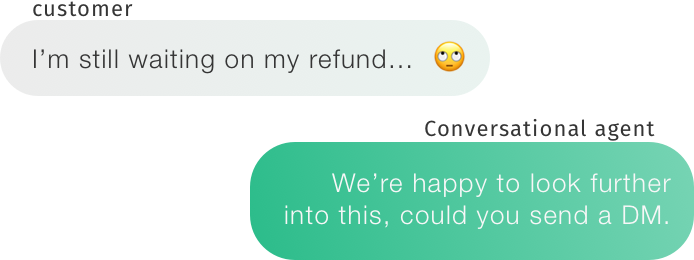 customer
I’m still waiting on my refund... 🙄
Conversational agent
We’re happy to look further
into this, could you send a DM.